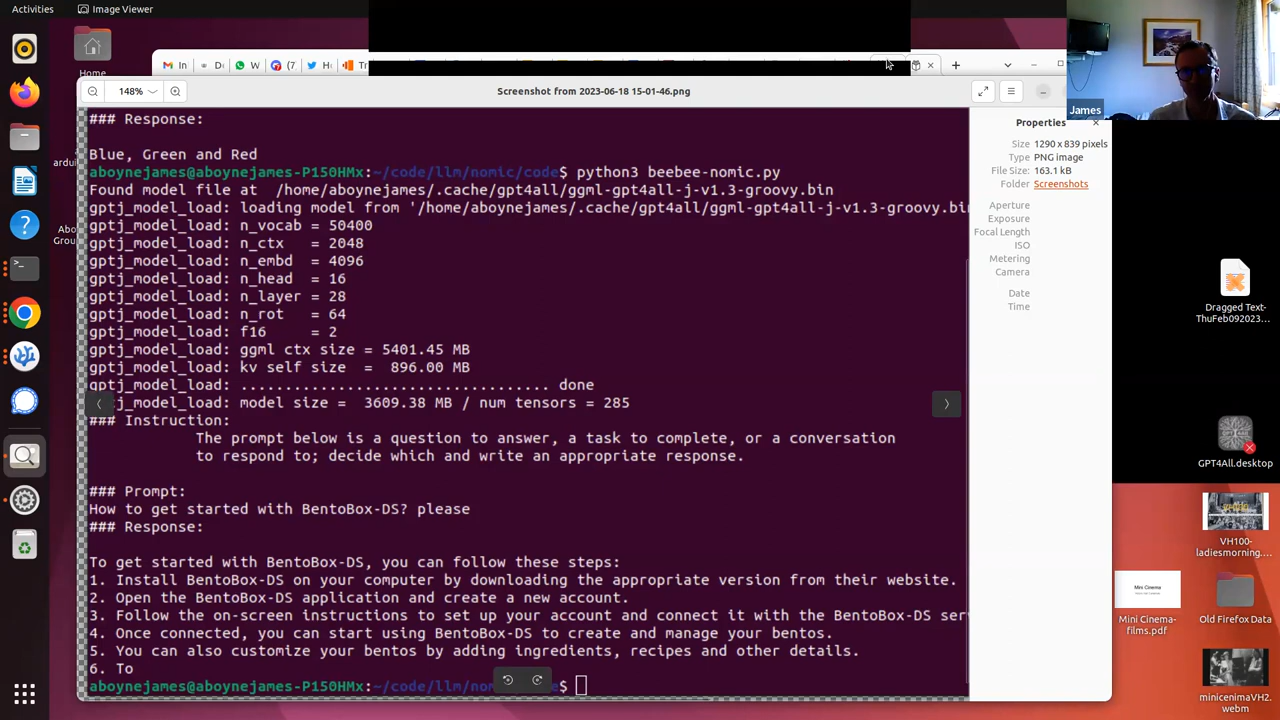 Activities
Image Viewer
Home
In
D
W
(7
H
Tr
148%
Screenshot from 2023-06-18 15-01-46.png
James
### Response:
Blue, Green and Red
aboynejames@aboynejames-P150HMx:~/code/llm/nomic/code$ python3 beebee-nomic.py
Found model file at  /home/aboynejames/.cache/gpt4all/ggml-gpt4all-j-v1.3-groovy.bin
gptj_model_load: loading model from '/home/aboynejames/.cache/gpt4all/ggml-gpt4all-j-v1.3-groovy.bin
gptj_model_load: n_vocab = 50400
gptj_model_load: n_ctx   = 2048
gptj_model_load: n_embd  = 4096
gptj_model_load: n_head  = 16
gptj_model_load: n_layer = 28
gptj_model_load: n_rot   = 64
gptj_model_load: f16     = 2
gptj_model_load: ggml ctx size = 5401.45 MB
gptj_model_load: kv self size  =  896.00 MB
gptj_model_load: ................................... done
gptj_model_load: model size =  3609.38 MB / num tensors = 285
### Instruction:
The prompt below is a question to answer, a task to complete, or a conversation
to respond to; decide which and write an appropriate response.
### Prompt:
How to get started with BentoBox-DS? please
### Response:
To get started with BentoBox-DS, you can follow these steps:
1. Install BentoBox-DS on your computer by downloading the appropriate version from their website.
2. Open the BentoBox-DS application and create a new account.
3. Follow the on-screen instructions to set up your account and connect it with the BentoBox-DS ser
4. Once connected, you can start using BentoBox-DS to create and manage your bentos.
5. You can also customize your bentos by adding ingredients, recipes and other details.
6. To
aboynejames@aboynejames-P150HMx:~/code/llm/nomic/code$
Properties
Size 1290 x 839 pixels
Type PNG image
File Size 163.1 kB
Folder Screenshots
Aperture
Exposure
Focal Length
ISO
Metering
Camera
Date
Time
Dragged Text-
ThuFeb092023...
GPT4All.desktop
VH100-
ladiesmorning....
Mini Cinema
Mini Cinema-
films.pdf
Old Firefox Data
minicenimaVH2.
webm